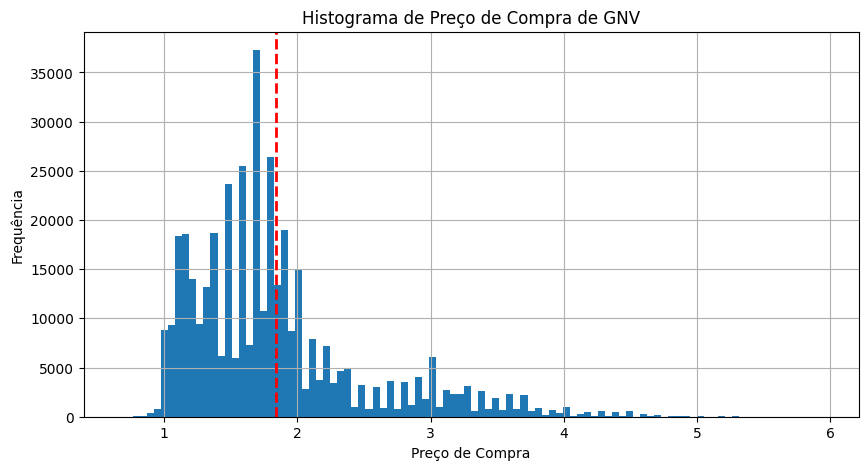 Histograma de Preço de Compra de GNV
Frequência
35000
30000
25000
20000
15000
10000
5000
0
1 2 3 4 5 6
Preço de Compra